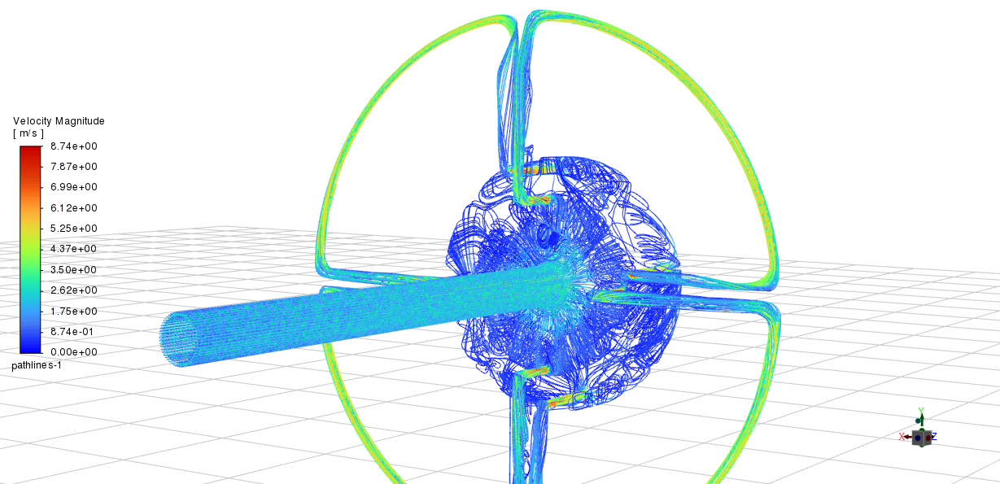 Velocity Magnitude
[ m/s ]
8.74e+00
7.87e+00
6.99e+00
6.12e+00
5.25e+00
4.37e+00
3.50e+00
2.62e+00
1.75e+00
8.74e-01
0.00e+00
pathlines-1
Y
X
Z